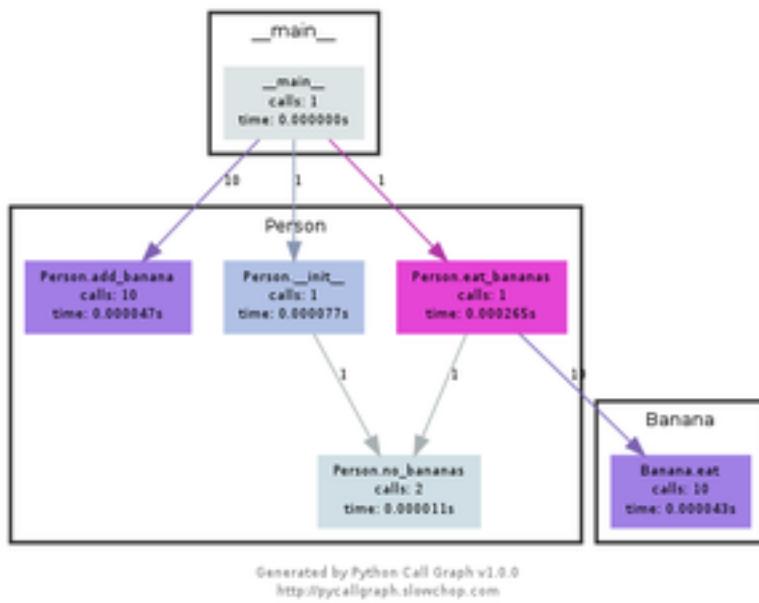 __main__
__main__
calls: 1
time: 0.000000s
10
1
1
Person
Person.add_banana
calls: 10
time: 0.000047s
Person.__init__
calls: 1
time: 0.000077s
Person.eat_bananas
calls: 1
time: 0.000265s
1
1
10
Banana
Person.no_bananas
calls: 2
time: 0.000011s
Banana.eat
calls: 10
time: 0.000043s
Generated by Python Call Graph v1.0.0
http://pycallgraph.slowchop.com